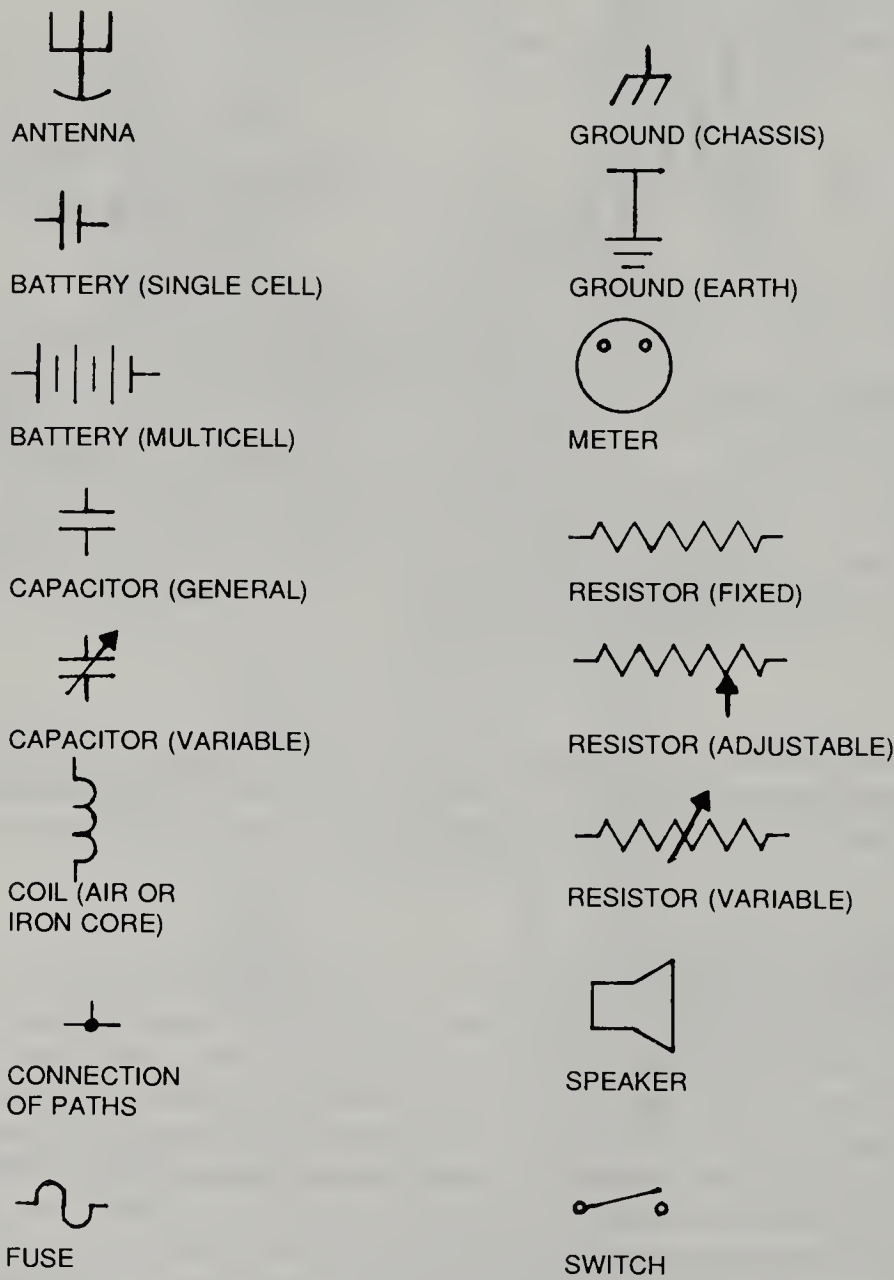 ANTENNA
BATTERY (SINGLE CELL)
BATTERY (MULTICELL)
CAPACITOR (GENERAL)
CAPACITOR (VARIABLE)
COIL (AIR OR
IRON CORE)
CONNECTION
OF PATHS
FUSE
GROUND (CHASSIS)
GROUND (EARTH)
METER
RESISTOR (FIXED)
RESISTOR (ADJUSTABLE)
RESISTOR (VARIABLE)
SPEAKER
SWITCH